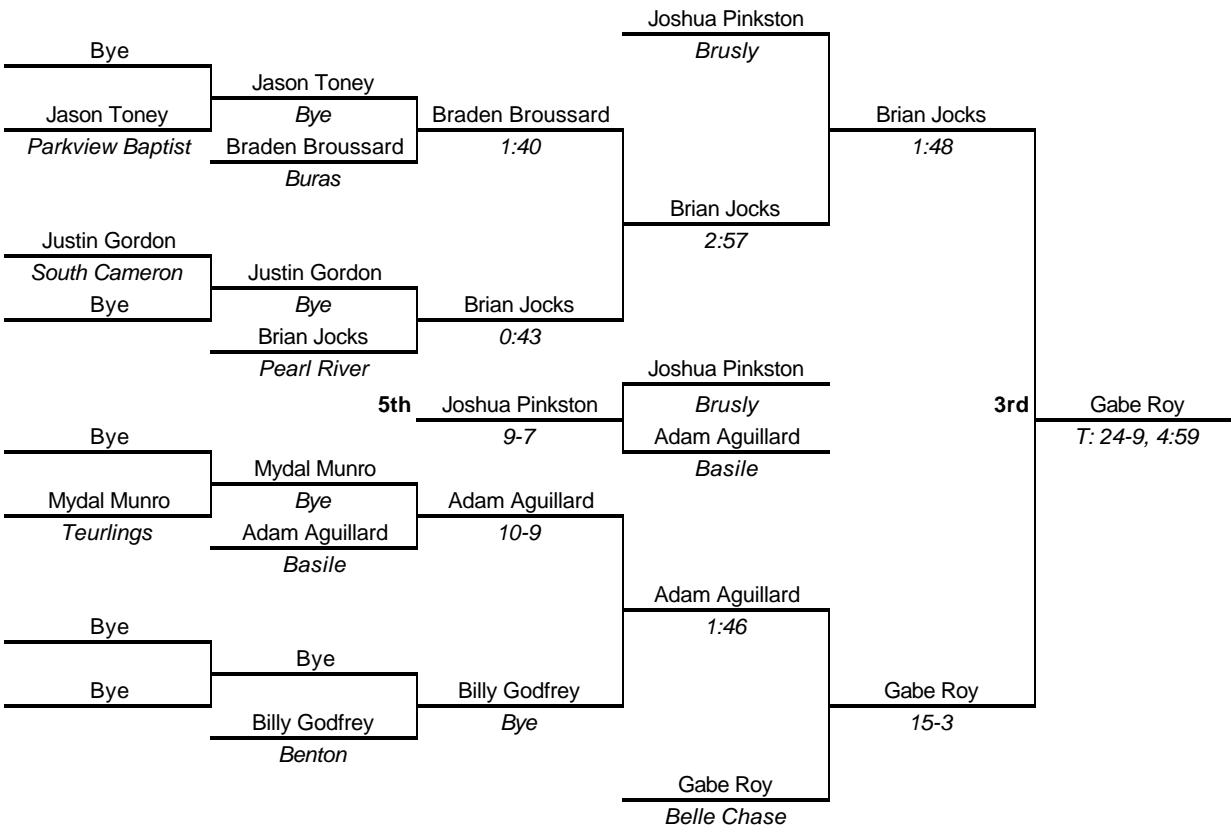 Joshua Pinkston
Bye
Brusly
Jason Toney
Jason Toney
Bye
Braden Broussard
Brian Jocks
Parkview Baptist
Braden Broussard
1:40
1:48
Buras
Brian Jocks
Justin Gordon
2:57
South Cameron
Justin Gordon
Bye
Bye
Brian Jocks
Brian Jocks
0:43
Pearl River
Joshua Pinkston
5th
Joshua Pinkston
Brusly
3rd
Gabe Roy
Bye
9-7
Adam Aguillard
T: 24-9, 4:59
Mydal Munro
Basile
Mydal Munro
Bye
Adam Aguillard
Teurlings
Adam Aguillard
10-9
Basile
Adam Aguillard
Bye
1:46
Bye
Bye
Billy Godfrey
Gabe Roy
Billy Godfrey
Bye
15-3
Benton
Gabe Roy
Belle Chase